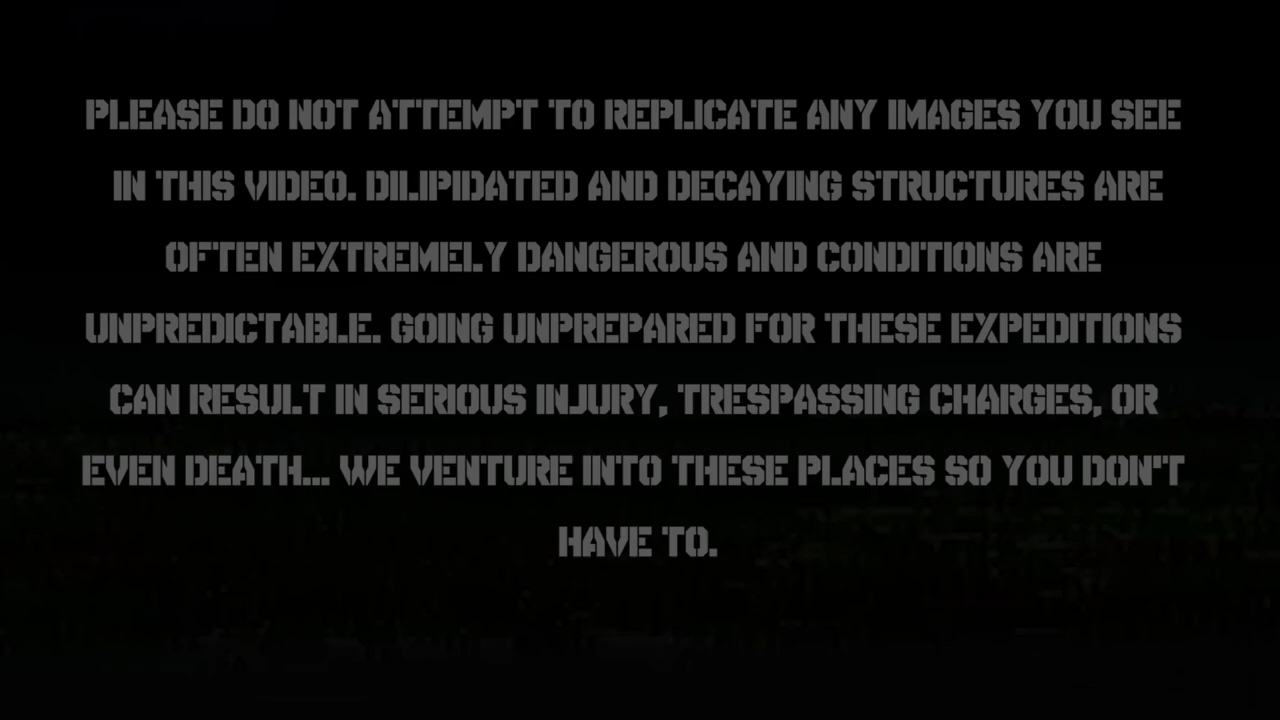 PLEASE DO NOT ATTEMPT TO REPLICATE ANY IMAGES YOU SEE
IN THIS VIDEO. DILIPIDATED AND DECAYING STRUCTURES ARE
OFTEN EXTREMELY DANGEROUS AND CONDITIONS ARE
UNPREDICTABLE. GOING UNPREPARED FOR THESE EXPEDITIONS
CAN RESULT IN SERIOUS INJURY, TRESPASSING CHARGES, OR
EVEN DEATH... WE VENTURE INTO THESE PLACES SO YOU DON'T
HAVE TO.